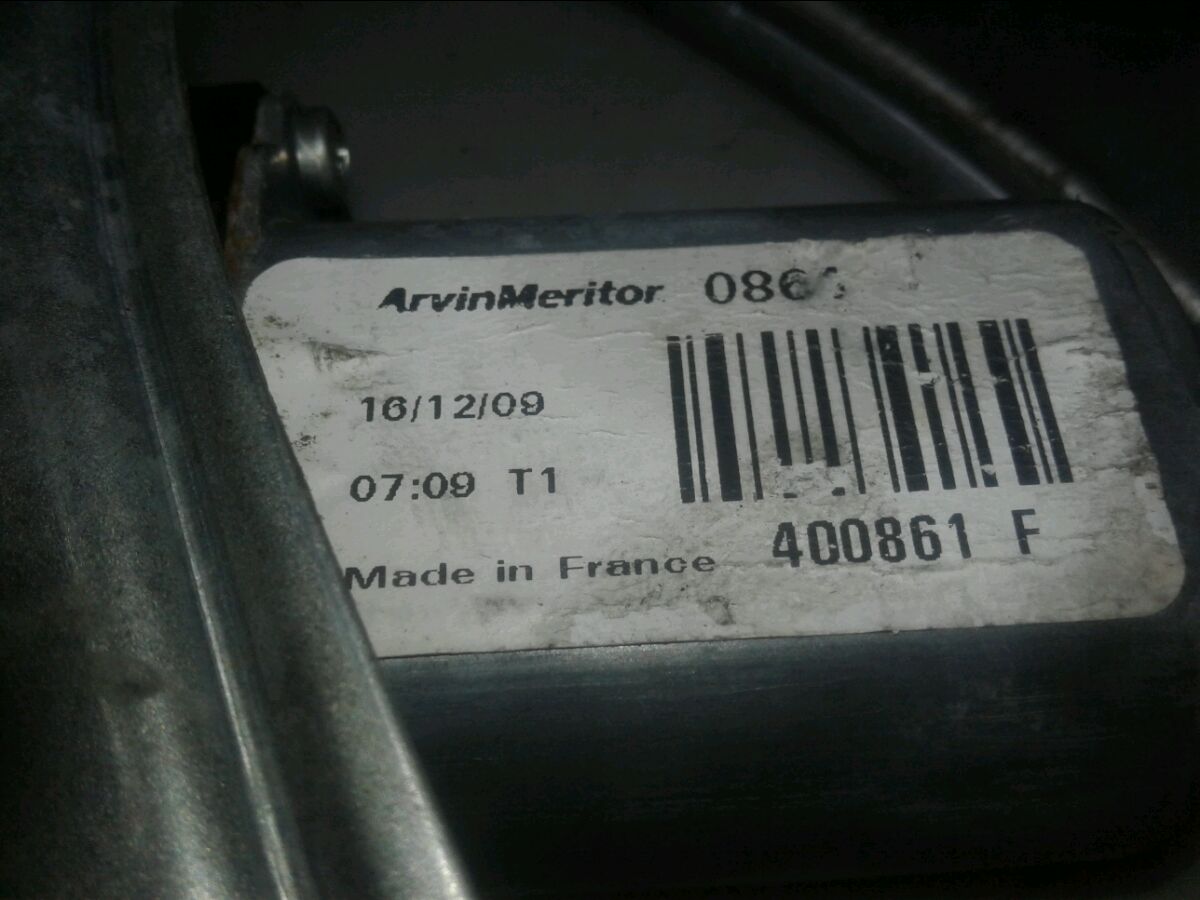 ArvinMeritor
16/12/09
07:09 T1
Made in France
400861 F